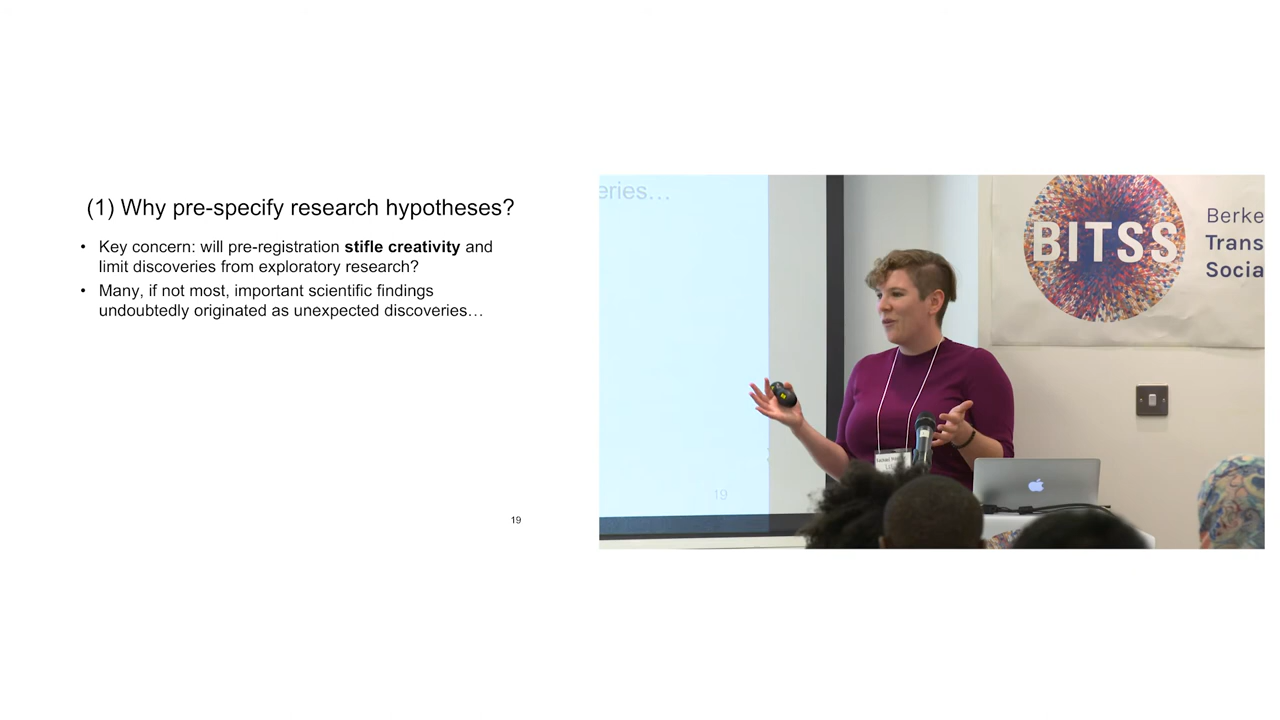 (1) Why pre-specify research hypotheses?
• Key concern: will pre-registration stifle creativity and
limit discoveries from exploratory research?
• Many, if not most, important scientific findings
undoubtedly originated as unexpected discoveries…
19
eries…
19
BITSS
Berke
Trans
Socia